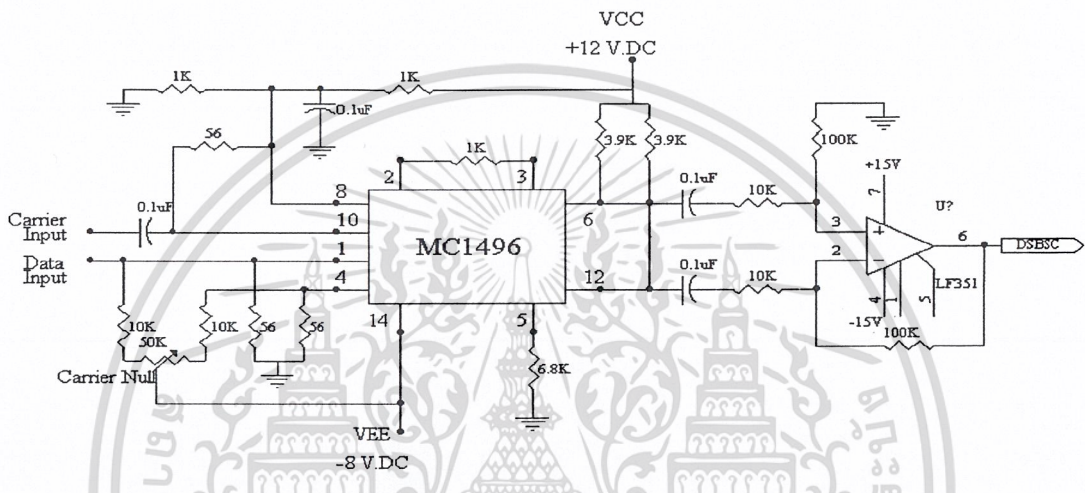 VCC
+12 V.DC
1K
1K
0.1uF
56
3.9K
3.9K
100K
+15V
7
U?
1K
2
3
0.1uF
10K
8
0.1uF
10
6
3
6
DSBSC
Carrier
Input
1
MC1496
2
Data
Input
4
12
0.1uF
10K
LF351
4
1
5
-15V
100K
14
5
10K
50K
10K
56
56
6.8K
Carrier Null
VEE
-8 V.DC